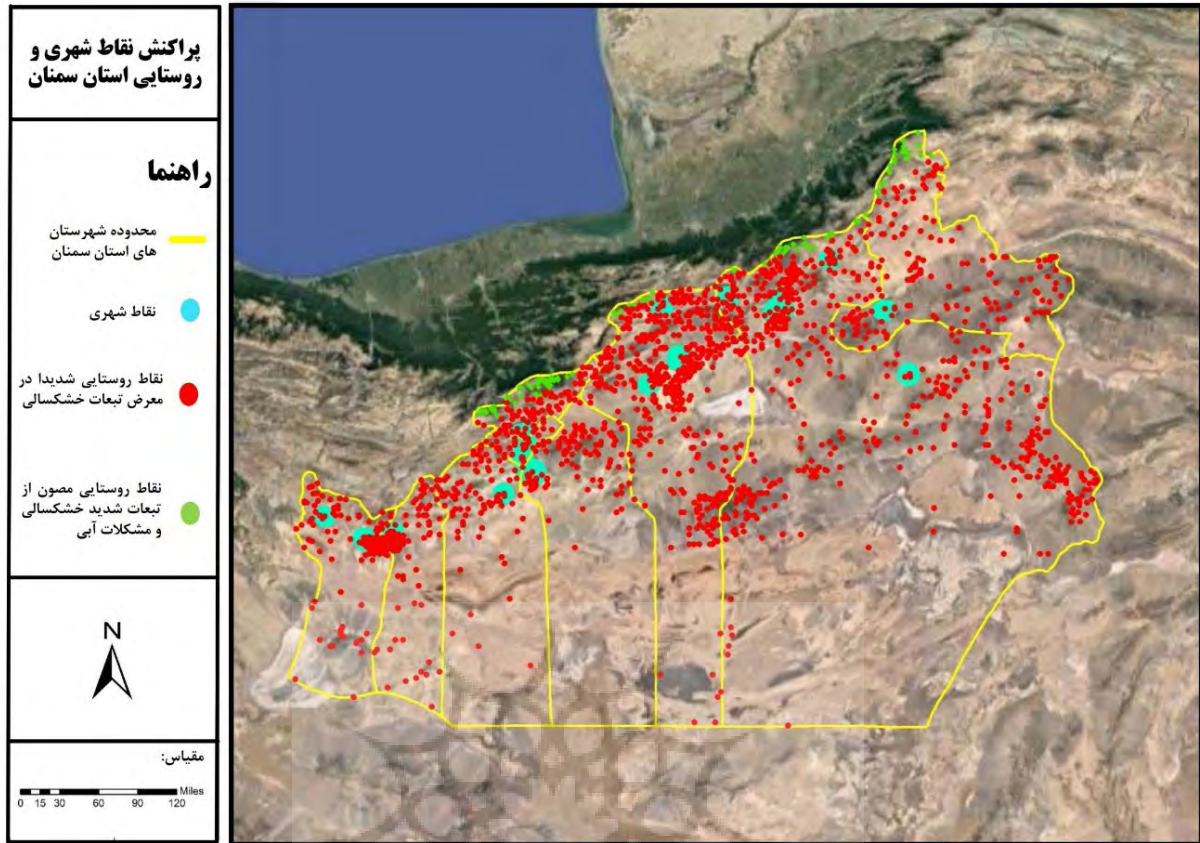 پراکنش نقاط شهری و
روستایی استان سمنان
راهنما
محدوده شهرستان
های استان سمنان
نقاط شهری
نقاط روستایی شدیدا در
معرض تبعات خشکسالی
نقاط روستایی مصون از
تبعات شدید خشکسالی
و مشکلات آبی
N
مقیاس:
Miles
0 15 30 60 90 120